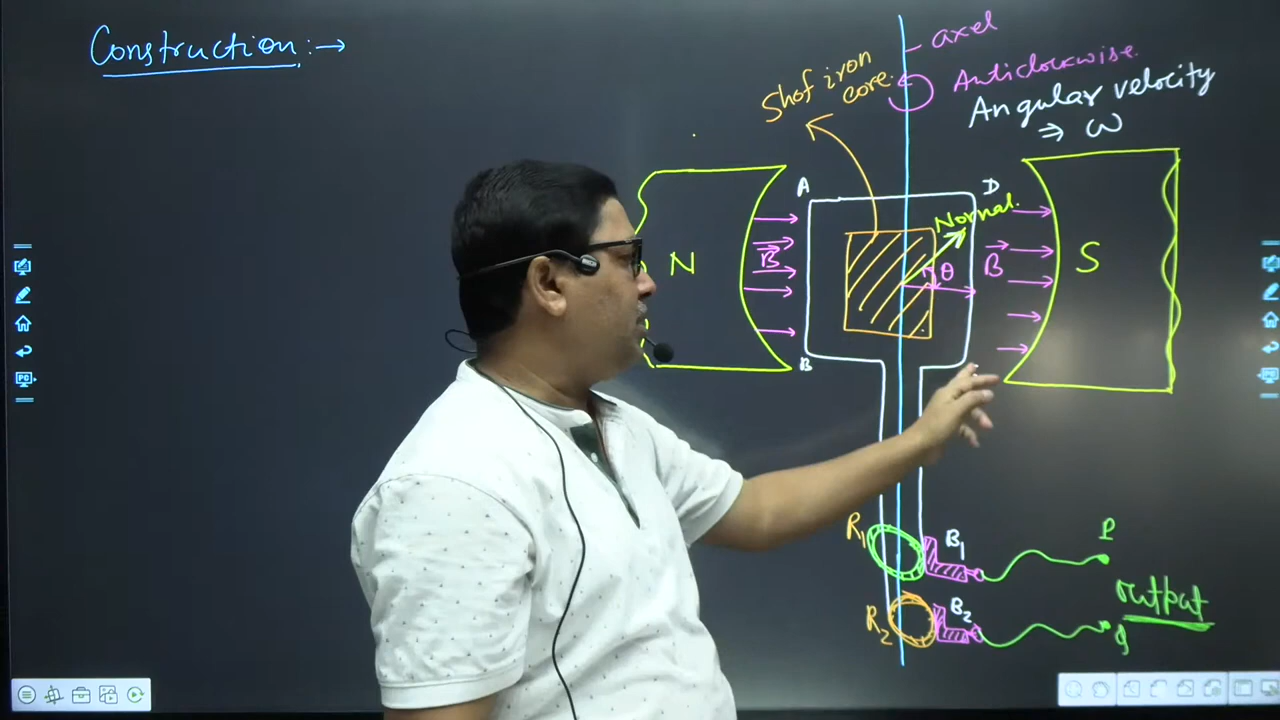 Construction :→
axel
Anticlockwise
Angular velocity
⇒ ω
Shof iron
core
A
D
Normal
N
B
θ
B
S
B
R1
B1
P
output
R2
B2
q